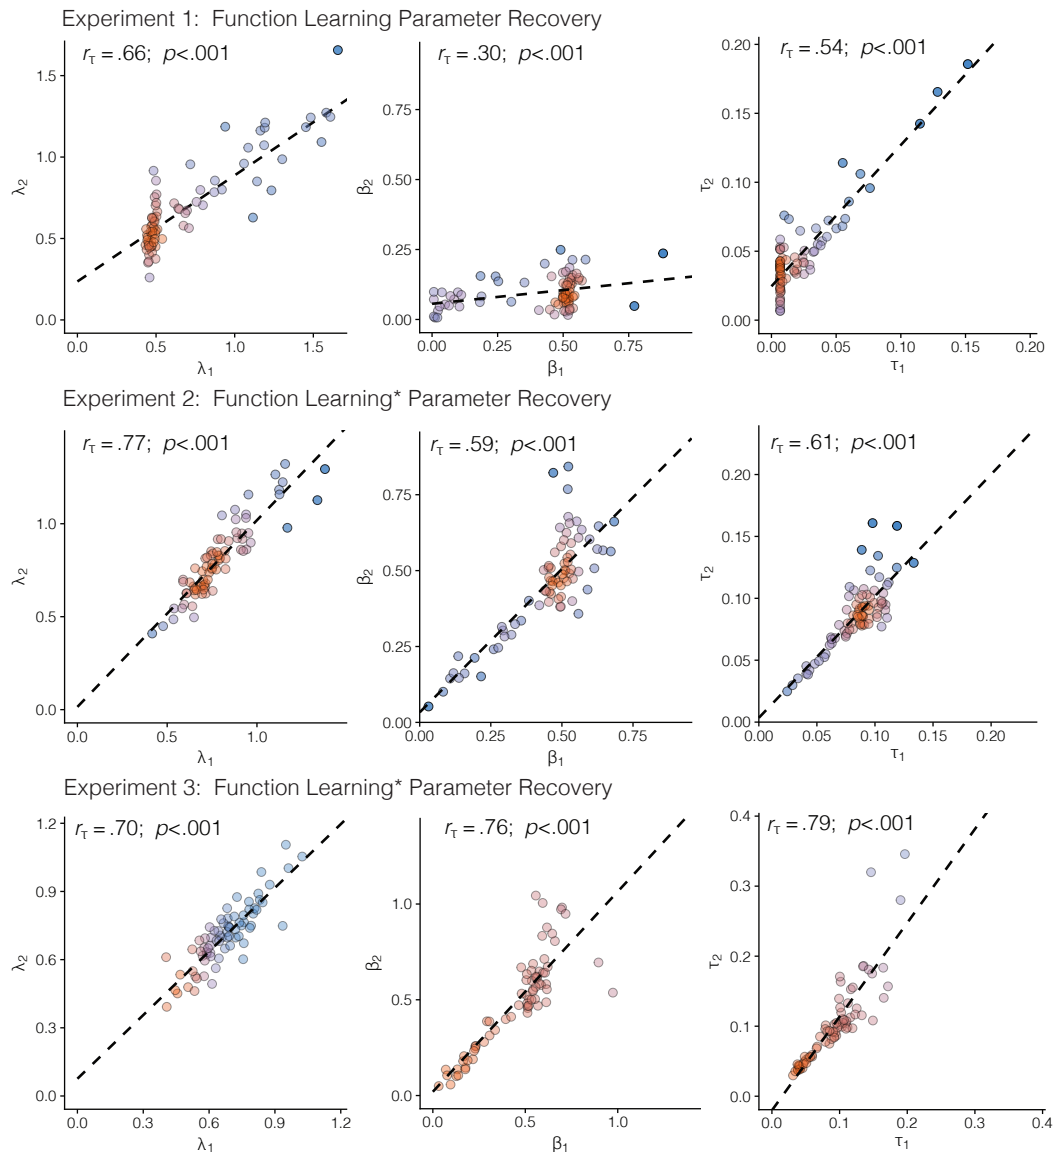 Experiment 1: Function Learning Parameter Recovery
rτ = .66; p<.001
rτ = .30; p<.001
rτ = .54; p<.001
λ2
1.5
1.0
0.5
0.0
0.0 0.5 1.0 1.5
λ1
β2
0.75
0.50
0.25
0.00
0.00 0.25 0.50 0.75
β1
τ2
0.20
0.15
0.10
0.05
0.00
0.00 0.05 0.10 0.15 0.20
τ1
Experiment 2: Function Learning* Parameter Recovery
rτ = .77; p<.001
rτ = .59; p<.001
rτ = .61; p<.001
λ2
1.0
0.5
0.0
0.0 0.5 1.0
λ1
β2
0.75
0.50
0.25
0.00
0.00 0.25 0.50 0.75
β1
τ2
0.20
0.15
0.10
0.05
0.00
0.00 0.05 0.10 0.15 0.20
τ1
Experiment 3: Function Learning* Parameter Recovery
rτ = .70; p<.001
rτ = .76; p<.001
rτ = .79; p<.001
λ2
1.2
0.9
0.6
0.3
0.0
0.0 0.3 0.6 0.9 1.2
λ1
β2
1.0
0.5
0.0
0.0 0.5 1.0
β1
τ2
0.4
0.3
0.2
0.1
0.0
0.0 0.1 0.2 0.3 0.4
τ1